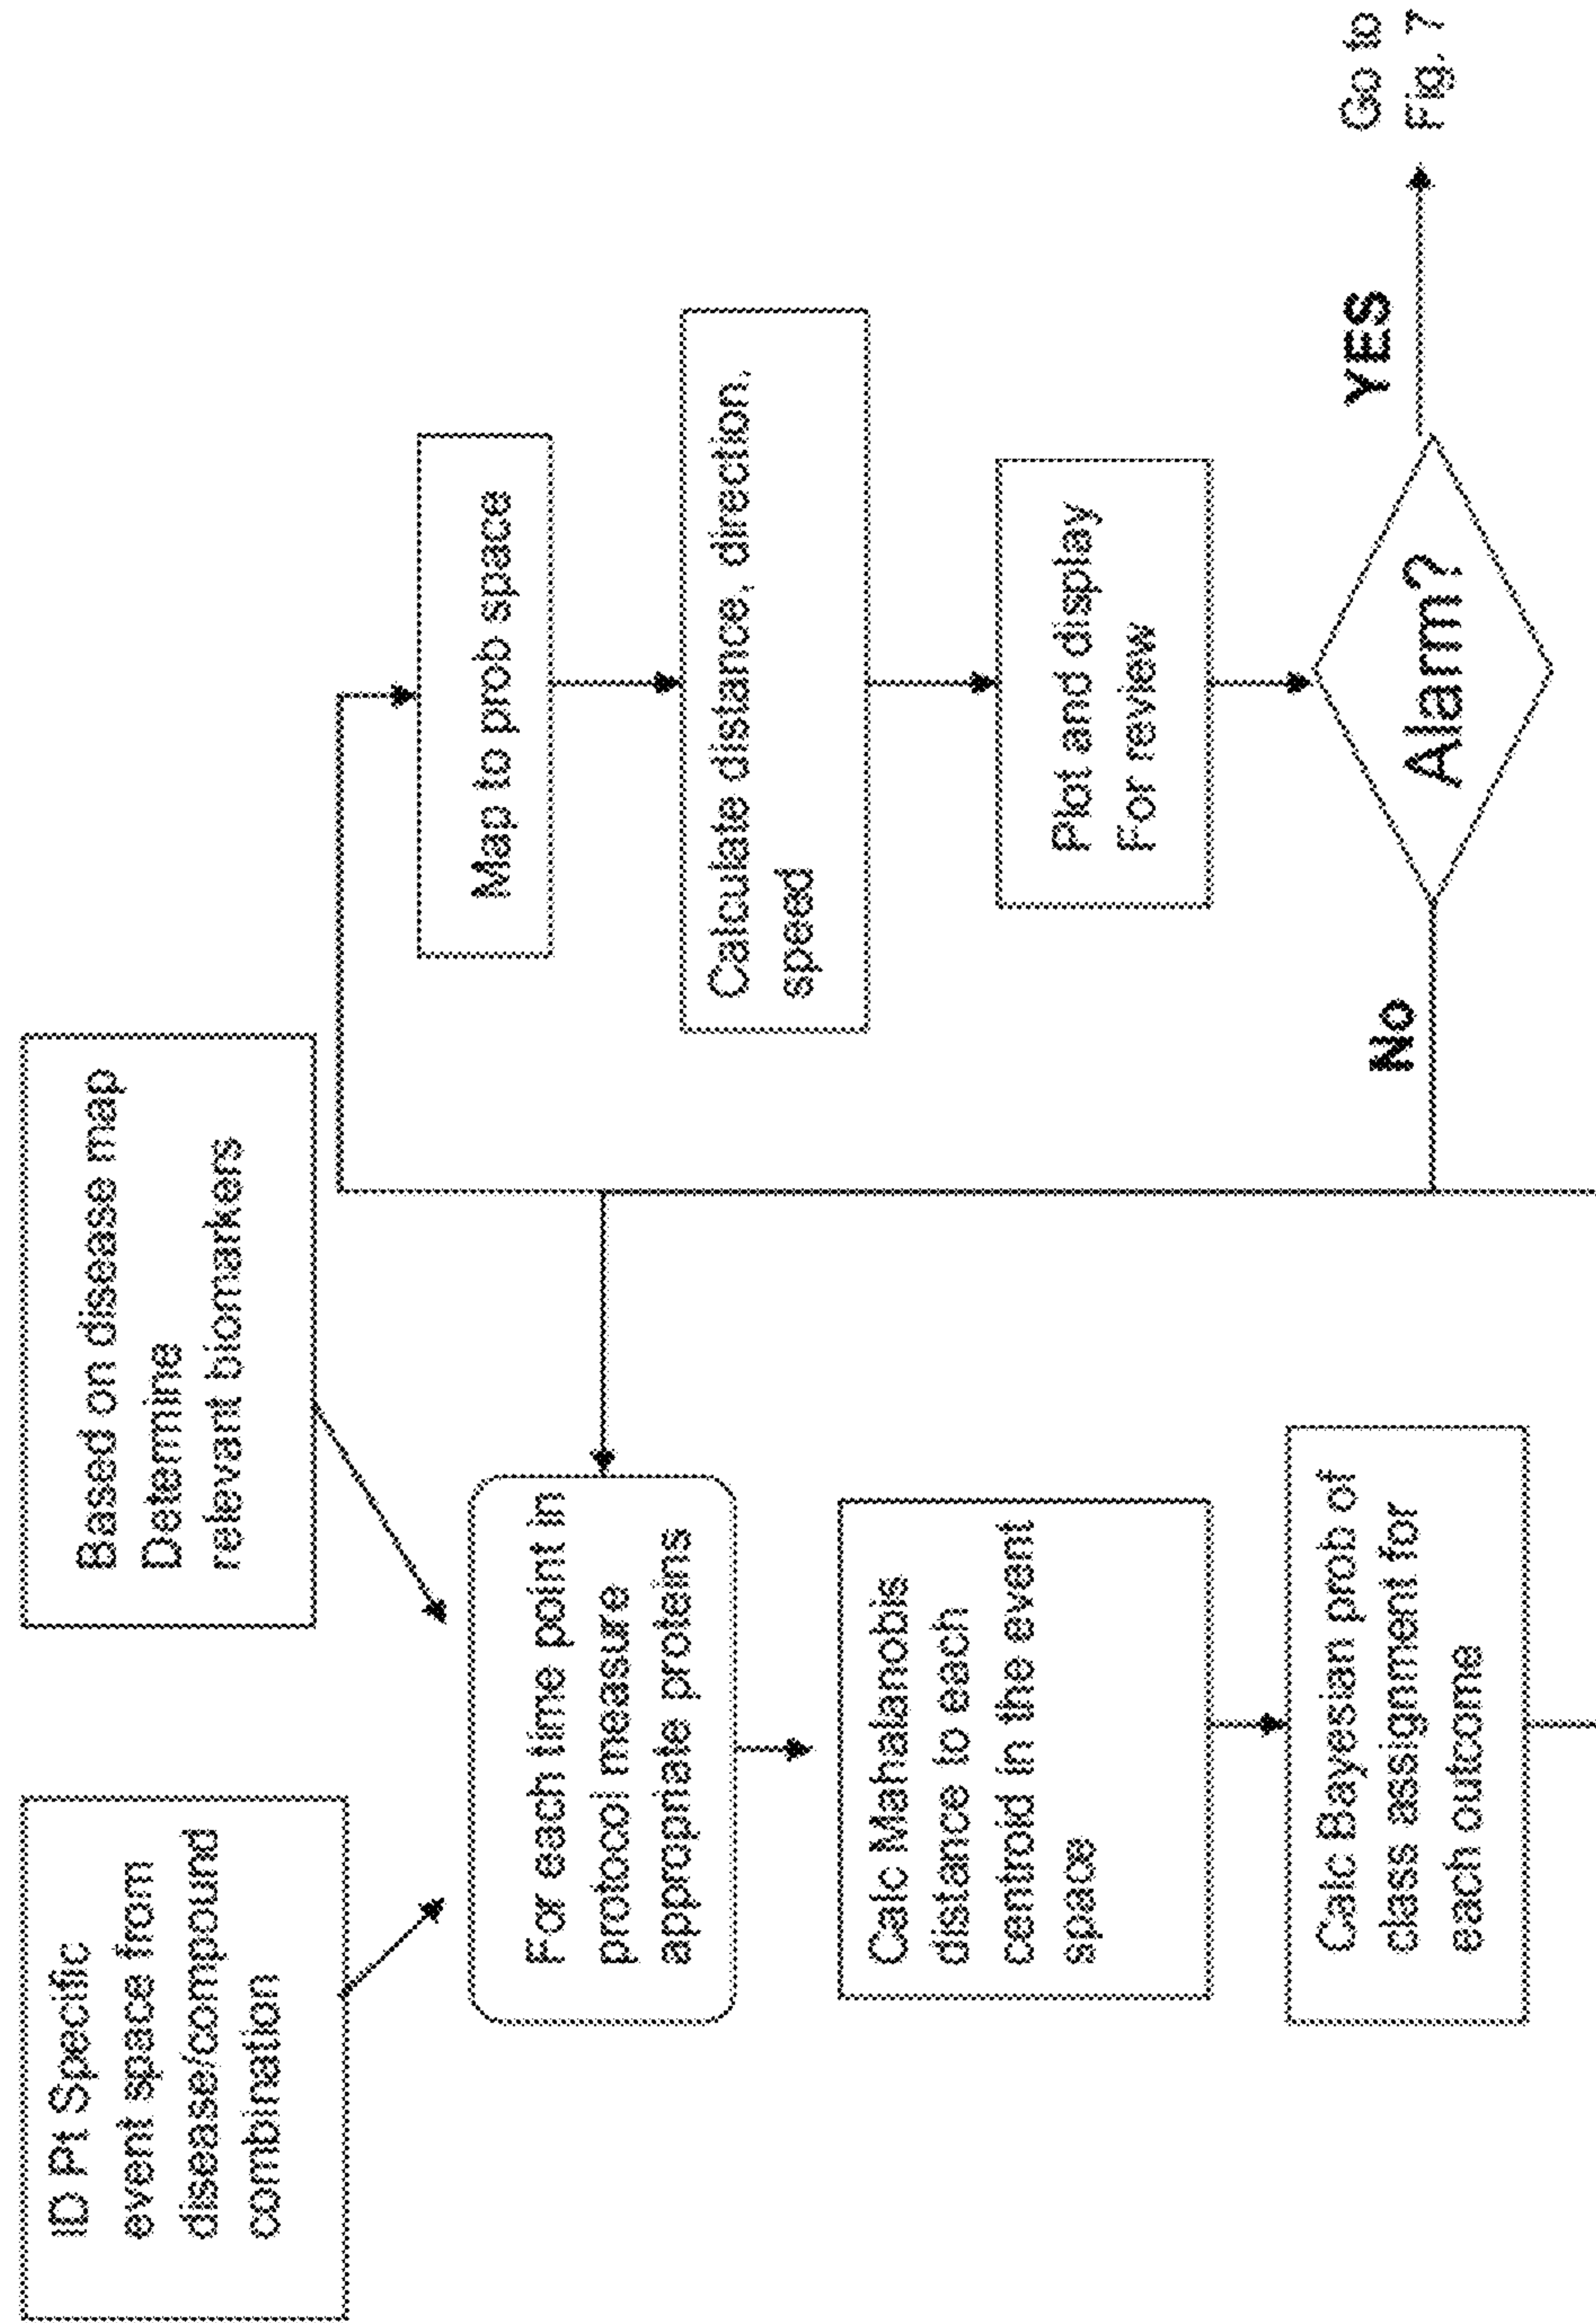 ID Pt Specific
event space from
disease/compound
combination
Based on disease map
Determine
relevant biomarkers
For each time point in
protocol measure
appropriate proteins
Calc Mahalanobis
distance to each
centroid in the event
space
Calc Bayesian prob of
class assignment for
each outcome
Map to prob space
Calculate distance, direction,
speed
Plot and display
For review
Alarm?
No
YES
Go to
Fig. 7